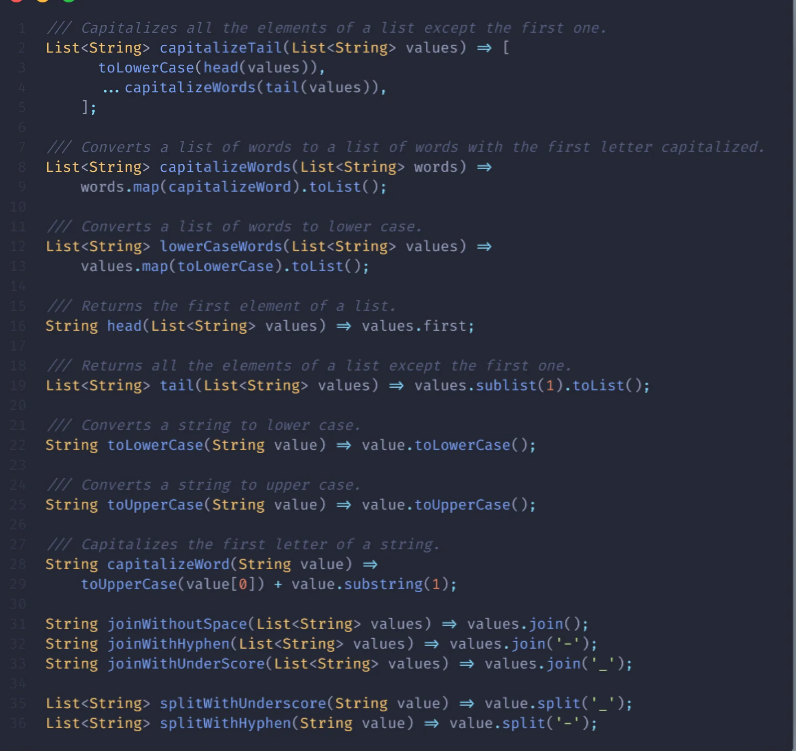 1 /// Capitalizes all the elements of a list except the first one.
2 List<String> capitalizeTail(List<String> values) => [
3 toLowerCase(head(values)),
4 ...capitalizeWords(tail(values)),
5 ];
6
7 /// Converts a list of words to a list of words with the first letter capitalized.
8 List<String> capitalizeWords(List<String> words) =>
9 words.map(capitalizeWord).toList();
10
11 /// Converts a list of words to lower case.
12 List<String> lowerCaseWords(List<String> values) =>
13 values.map(toLowerCase).toList();
14
15 /// Returns the first element of a list.
16 String head(List<String> values) => values.first;
17
18 /// Returns all the elements of a list except the first one.
19 List<String> tail(List<String> values) => values.sublist(1).toList();
20
21 /// Converts a string to lower case.
22 String toLowerCase(String value) => value.toLowerCase();
23
24 /// Converts a string to upper case.
25 String toUpperCase(String value) => value.toUpperCase();
26
27 /// Capitalizes the first letter of a string.
28 String capitalizeWord(String value) =>
29 toUpperCase(value[0]) + value.substring(1);
30
31 String joinWithoutSpace(List<String> values) => values.join();
32 String joinWithHyphen(List<String> values) => values.join('-');
33 String joinWithUnderScore(List<String> values) => values.join('_');
34
35 List<String> splitWithUnderscore(String value) => value.split('_');
36 List<String> splitWithHyphen(String value) => value.split('-');